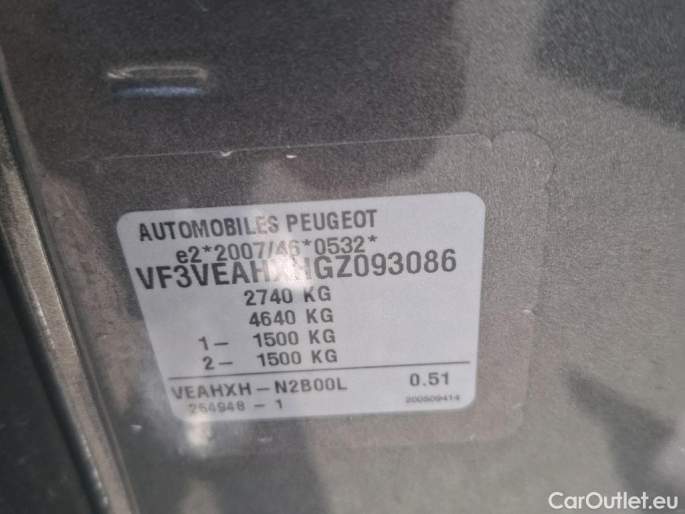 AUTOMOBILES PEUGEOT
e2*2007/46*0532*
VF3VEAHXHGZ093086
2740 KG
4640 KG
1- 1500 KG
2- 1500 KG
VEAHXH-N2B00L 0.51
254948-1 200509414
CarOutlet.eu